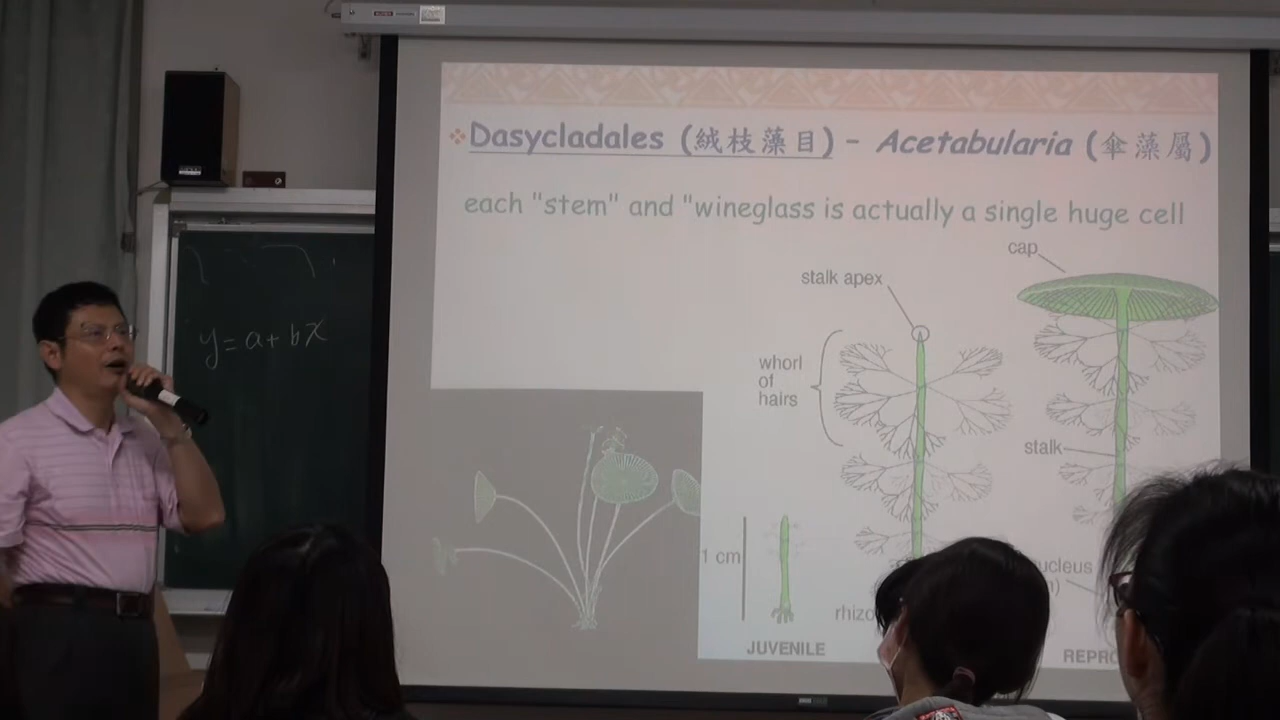 Dasycladales (絨枝藻目) - Acetabularia (傘藻屬)
each "stem" and "wineglass is actually a single huge cell
y=a+bx
cap
stalk apex
whorl
of
hairs
stalk
1 cm
JUVENILE